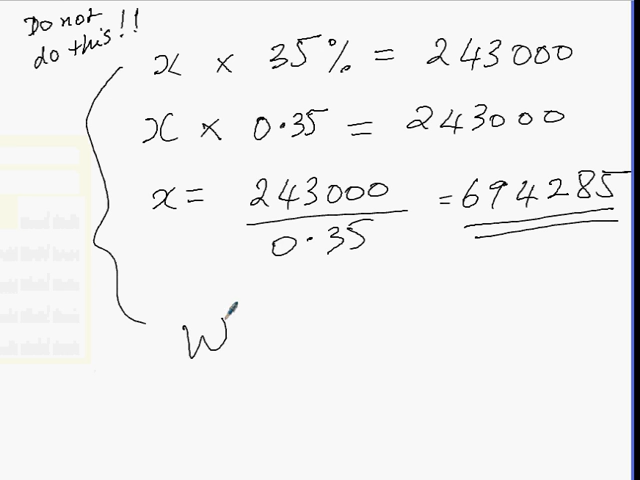 Do not
do this!!
x × 35% = 243000
x × 0.35 = 243000
x = 243000 / 0.35 = 694285
W